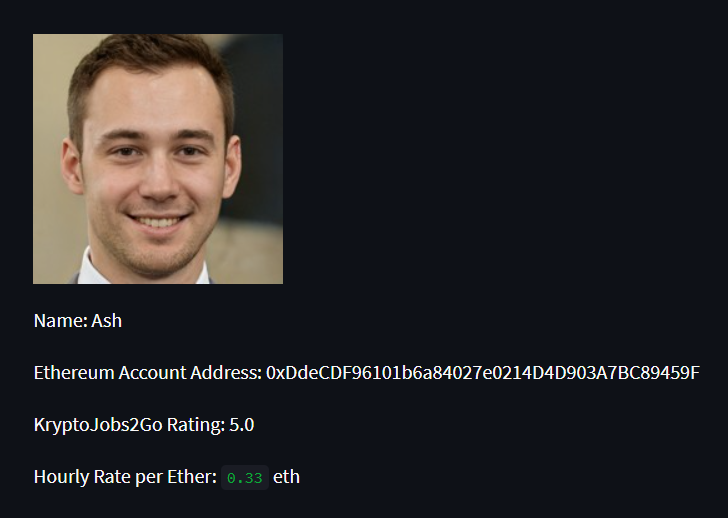 Name: Ash
Ethereum Account Address: 0xDdeCDF96101b6a84027e0214D4D903A7BC89459F
KryptoJobs2Go Rating: 5.0
Hourly Rate per Ether: 0.33 eth